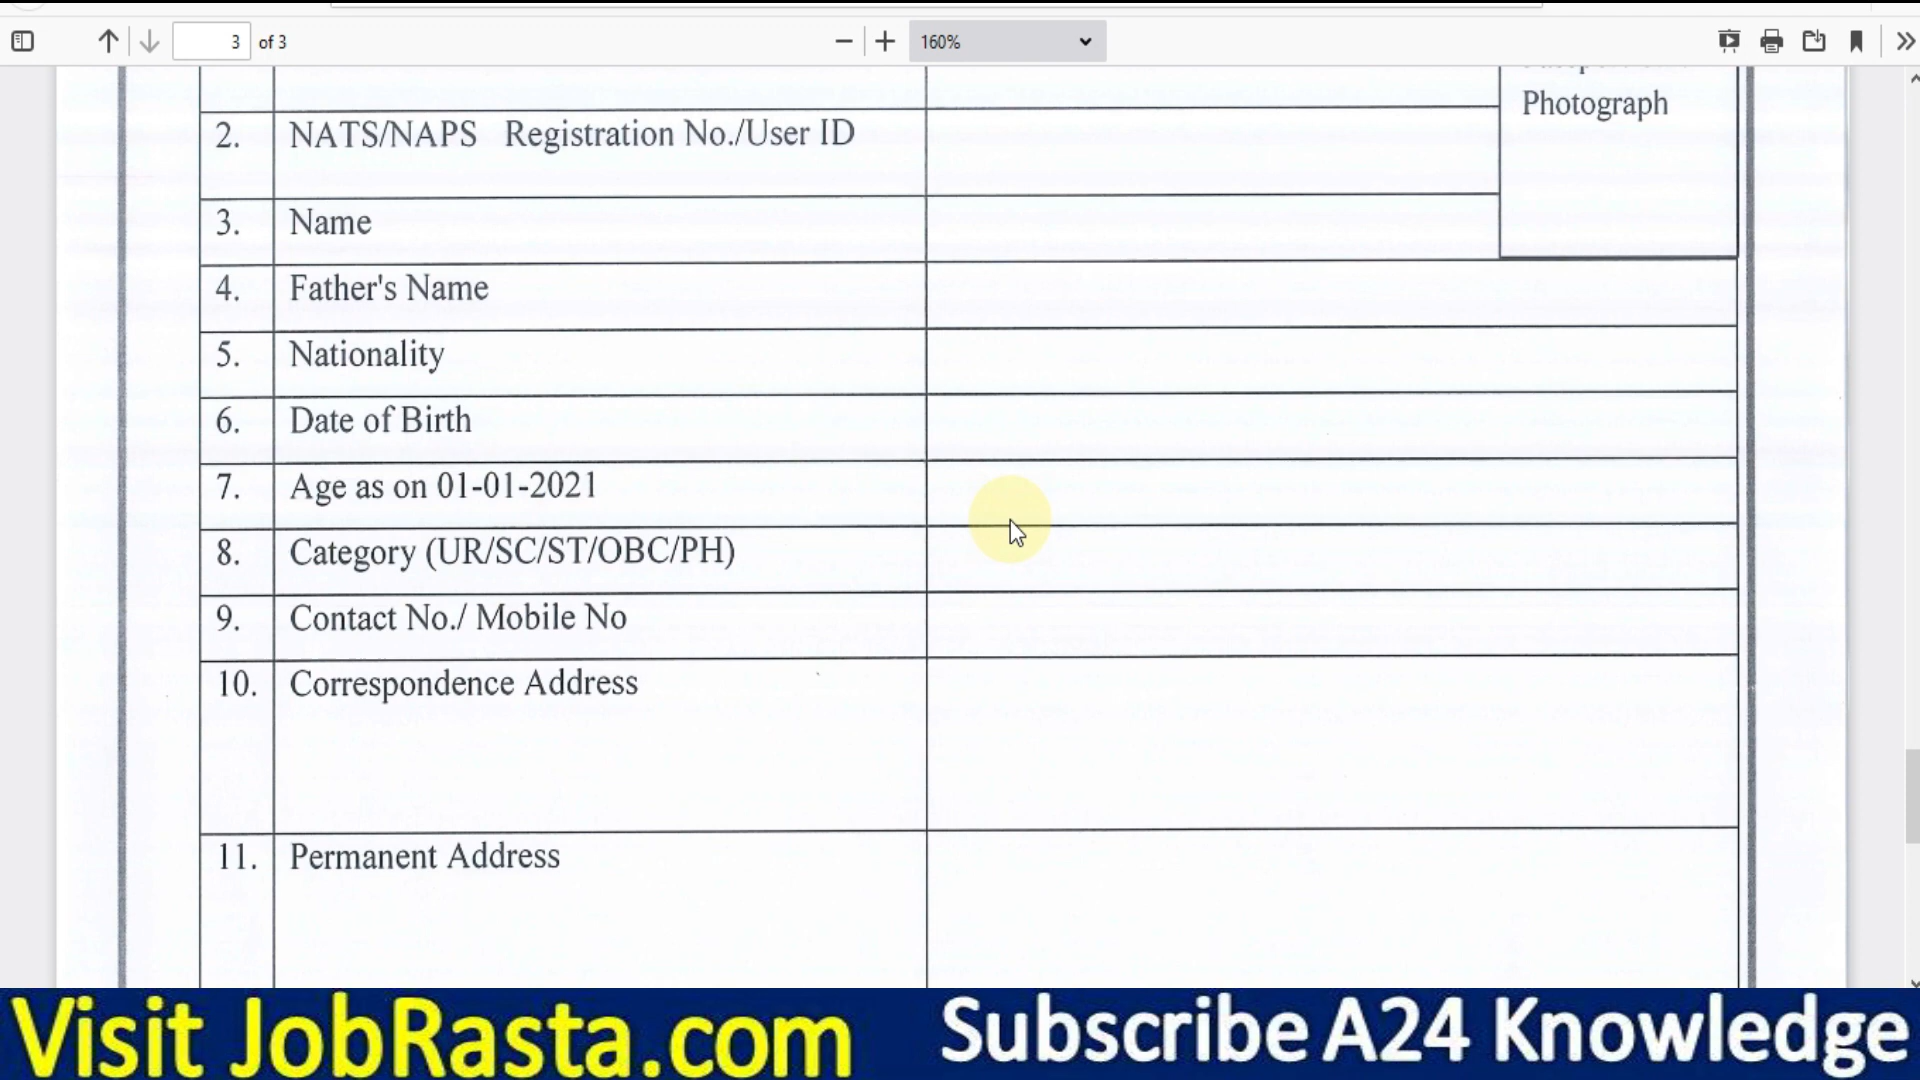 3 of 3
160%
Photograph
2. NATS/NAPS Registration No./User ID
3. Name
4. Father's Name
5. Nationality
6. Date of Birth
7. Age as on 01-01-2021
8. Category (UR/SC/ST/OBC/PH)
9. Contact No./ Mobile No
10. Correspondence Address
11. Permanent Address
Visit JobRasta.com
Subscribe A24 Knowledge